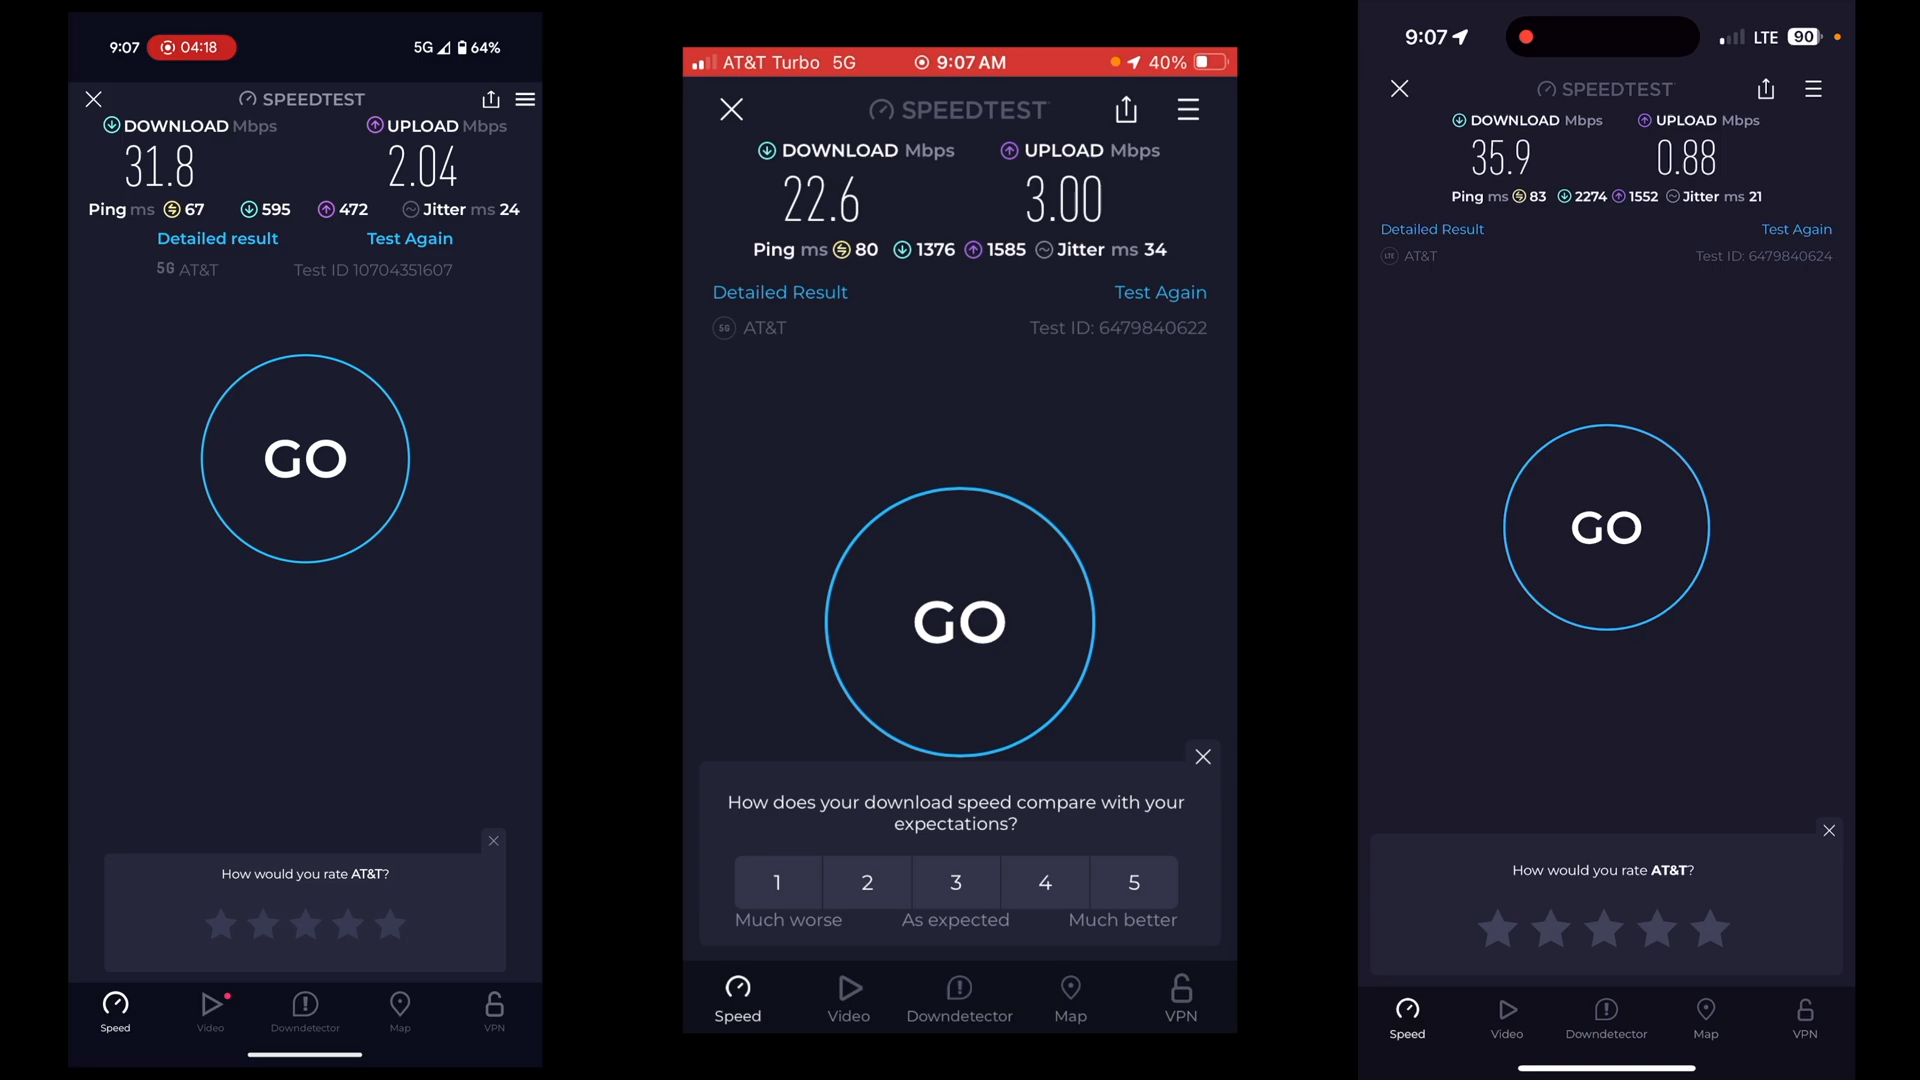 9:07 04:18 5G 64%
SPEEDTEST
DOWNLOAD Mbps UPLOAD Mbps
31.8 2.04
Ping ms 67 595 472 Jitter ms 24
Detailed result Test Again
5G AT&T Test ID 10704351607
GO
How would you rate AT&T?
Speed Video Downdetector Map VPN
AT&T Turbo 5G 9:07 AM 40%
SPEEDTEST
DOWNLOAD Mbps UPLOAD Mbps
22.6 3.00
Ping ms 80 1376 1585 Jitter ms 34
Detailed Result Test Again
5G AT&T Test ID: 6479840622
GO
How does your download speed compare with your
expectations?
1 2 3 4 5
Much worse As expected Much better
Speed Video Downdetector Map VPN
9:07 LTE 90
SPEEDTEST
DOWNLOAD Mbps UPLOAD Mbps
35.9 0.88
Ping ms 83 2274 1552 Jitter ms 21
Detailed Result Test Again
LTE AT&T Test ID: 6479840624
GO
How would you rate AT&T?
Speed Video Downdetector Map VPN